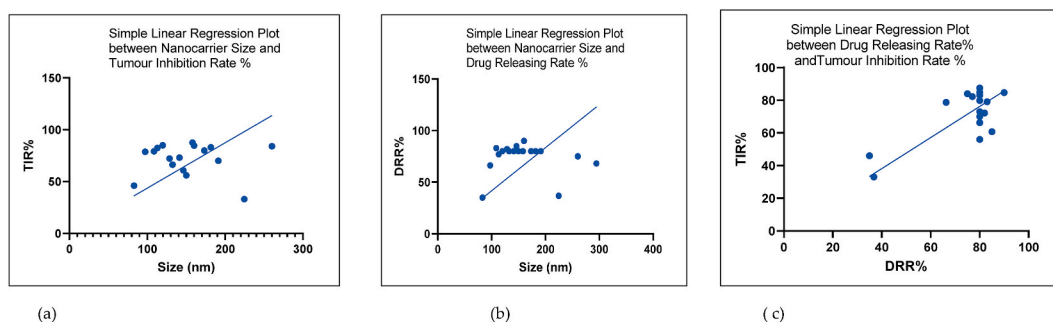 Simple Linear Regression Plot
between Nanocarrier Size and
Tumour Inhibition Rate %
TIR%
150
100
50
0
0
100
200
300
Size (nm)
(a)
Simple Linear Regression Plot
between Nanocarrier Size and
Drug Releasing Rate %
DRR%
150
100
50
0
0
100
200
300
400
Size (nm)
(b)
Simple Linear Regression Plot
between Drug Releasing Rate%
andTumour Inhibition Rate %
TIR%
100
80
60
40
20
0
0
20
40
60
80
100
DRR%
( c)